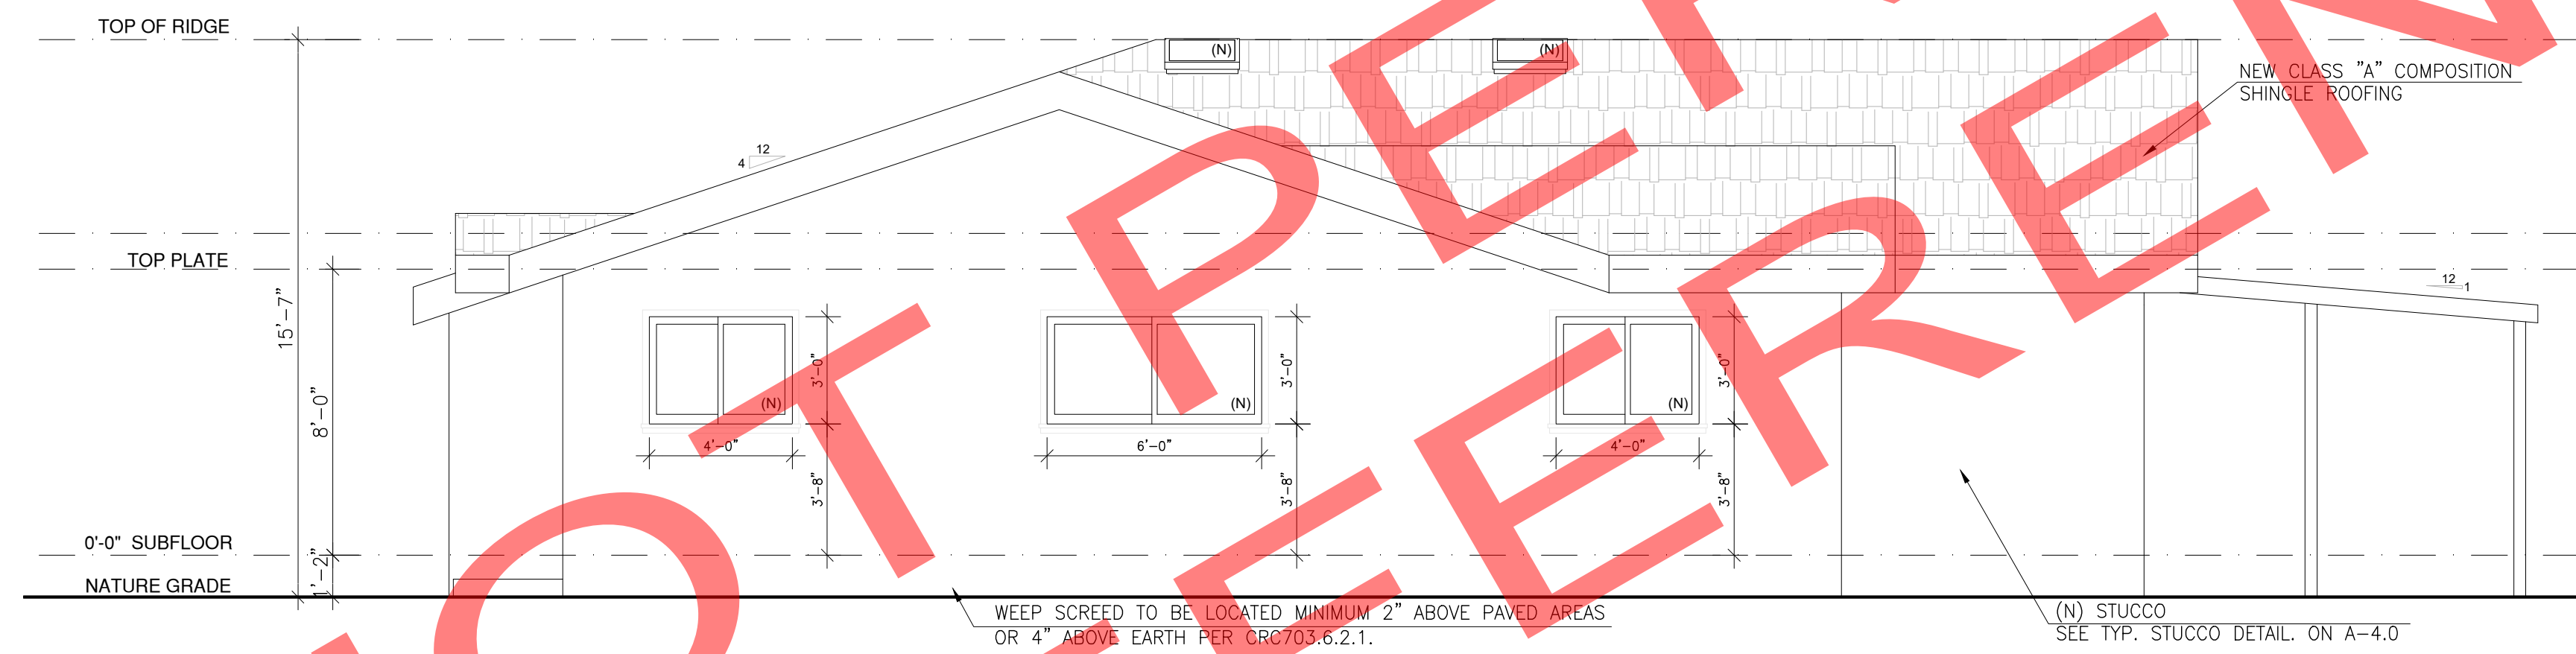 TOP OF RIDGE
(N)
(N)
NEW CLASS "A" COMPOSITION
SHINGLE ROOFING
12
4
TOP PLATE
12
1
15'-7"
8'-0"
3'-0"
3'-0"
3'-0"
(N)
(N)
(N)
4'-0"
6'-0"
4'-0"
3'-8"
3'-8"
3'-8"
0'-0" SUBFLOOR
1'-2"
NATURE GRADE
WEEP SCREED TO BE LOCATED MINIMUM 2" ABOVE PAVED AREAS
OR 4" ABOVE EARTH PER CRC703.6.2.1.
(N) STUCCO
SEE TYP. STUCCO DETAIL. ON A-4.0